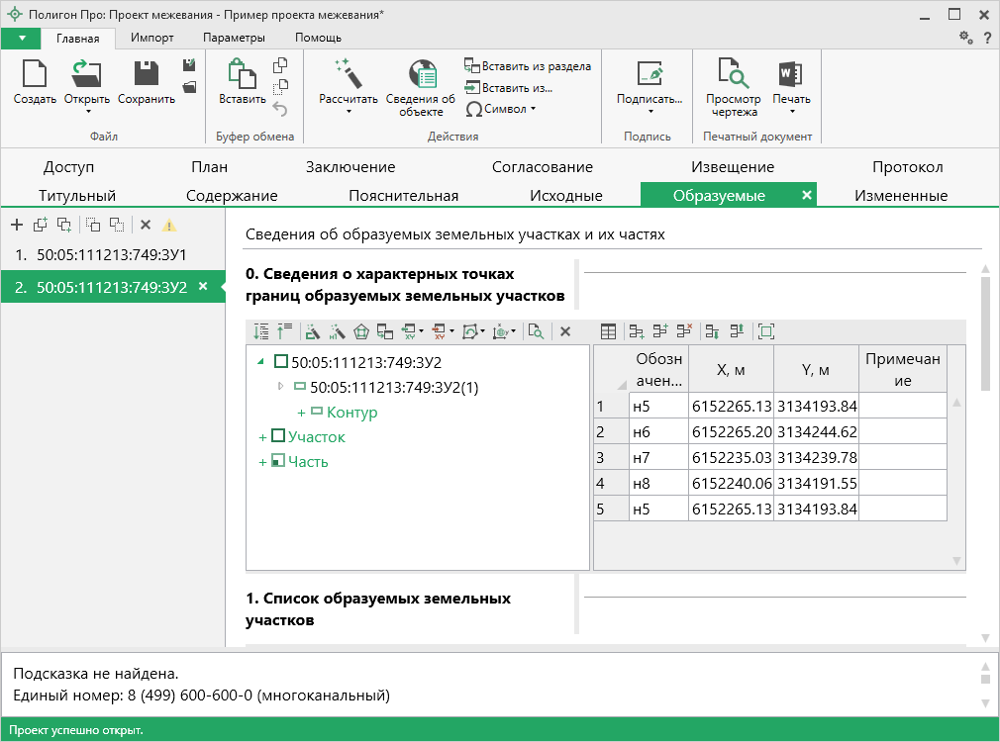 Полигон Про: Проект межевания - Пример проекта межевания*
Главная Импорт Параметры Помощь
?
Создать Открыть Сохранить
Файл
Вставить
Буфер обмена
Рассчитать Сведения об
объекте
Вставить из раздела
Вставить из...
Символ
Действия
Подписать...
Подпись
Просмотр
чертежа
Печать
Печатный документ
Доступ План Заключение Согласование Извещение Протокол
Титульный Содержание Пояснительная Исходные Образуемые Измененные
1. 50:05:111213:749:ЗУ1
2. 50:05:111213:749:ЗУ2
Сведения об образуемых земельных участках и их частях
0. Сведения о характерных точках
границ образуемых земельных участков
50:05:111213:749:ЗУ2
50:05:111213:749:ЗУ2(1)
+ Контур
+ Участок
+ Часть
Обозн
ачен... X, м Y, м Примечан
ие
1 н5 6152265.13 3134193.84
2 н6 6152265.20 3134244.62
3 н7 6152235.03 3134239.78
4 н8 6152240.06 3134191.55
5 н5 6152265.13 3134193.84
1. Список образуемых земельных
участков
Подсказка не найдена.
Единый номер: 8 (499) 600-600-0 (многоканальный)
Проект успешно открыт.